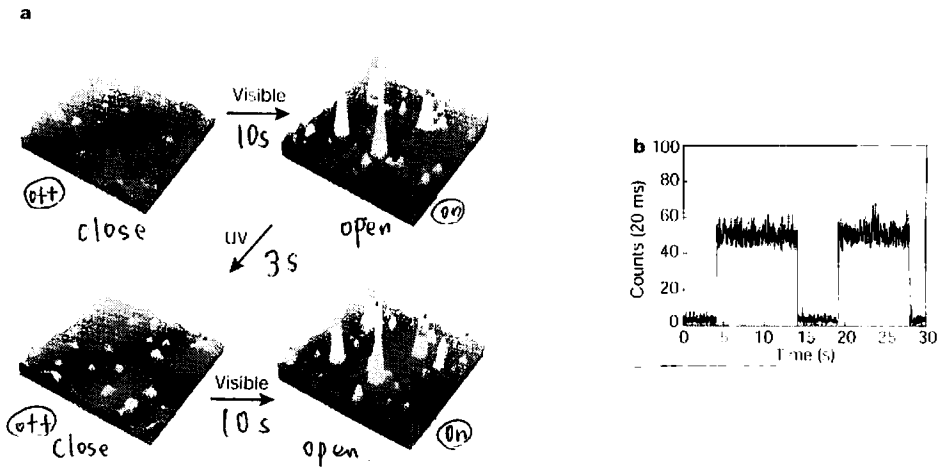 a
Visible
10s
off
close
open
on
uv
3s
Visible
10s
off
close
open
on
b
100
80
60
40
20
0
Counts (20 ms)
0 5 10 15 20 25 30
Time (s)